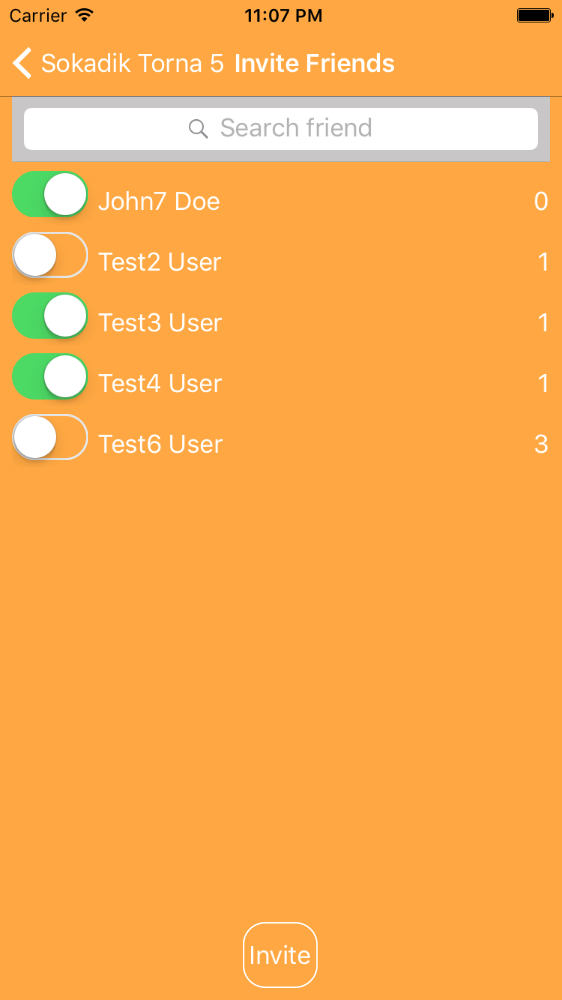 Carrier 11:07 PM
Sokadik Torna 5 Invite Friends
Search friend
John7 Doe 0
Test2 User 1
Test3 User 1
Test4 User 1
Test6 User 3
Invite